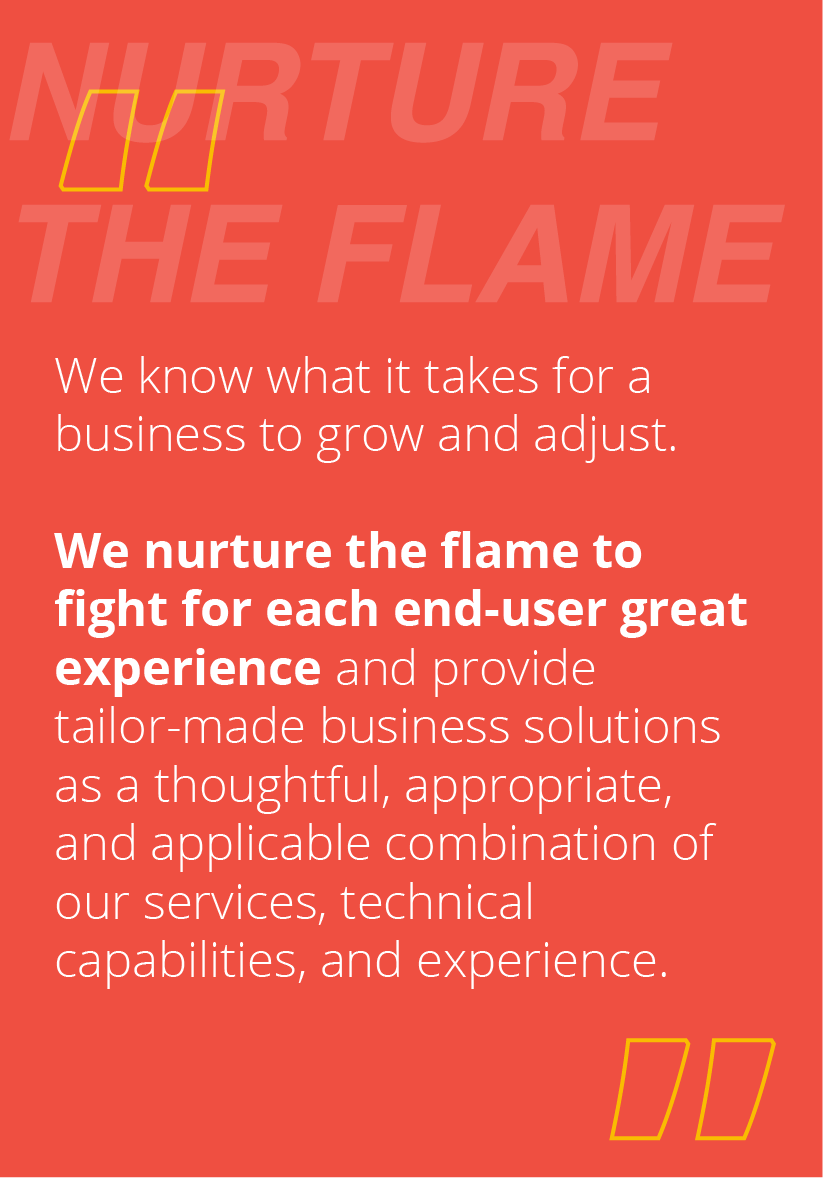 NURTURE
THE FLAME
We know what it takes for a
business to grow and adjust.
We nurture the flame to
fight for each end-user great
experience and provide
tailor-made business solutions
as a thoughtful, appropriate,
and applicable combination of
our services, technical
capabilities, and experience.